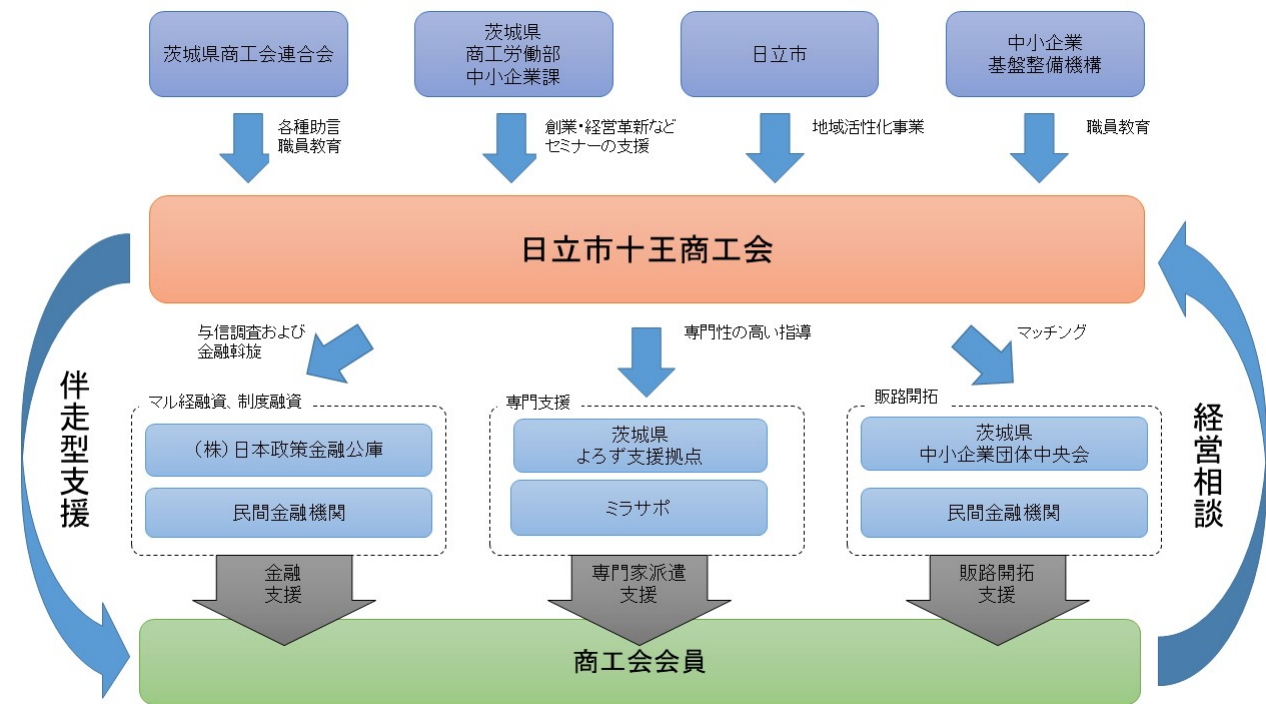 茨城県商工会連合会
茨城県
商工労働部
中小企業課
日立市
中小企業
基盤整備機構
各種助言
職員教育
創業・経営革新など
セミナーの支援
地域活性化事業
職員教育
日立市十王商工会
与信調査および
金融斡旋
専門性の高い指導
マッチング
伴走型支援
経営相談
マル経融資、制度融資
(株)日本政策金融公庫
民間金融機関
専門支援
茨城県
よろず支援拠点
ミラサポ
販路開拓
茨城県
中小企業団体中央会
民間金融機関
金融
支援
専門家派遣
支援
販路開拓
支援
商工会会員